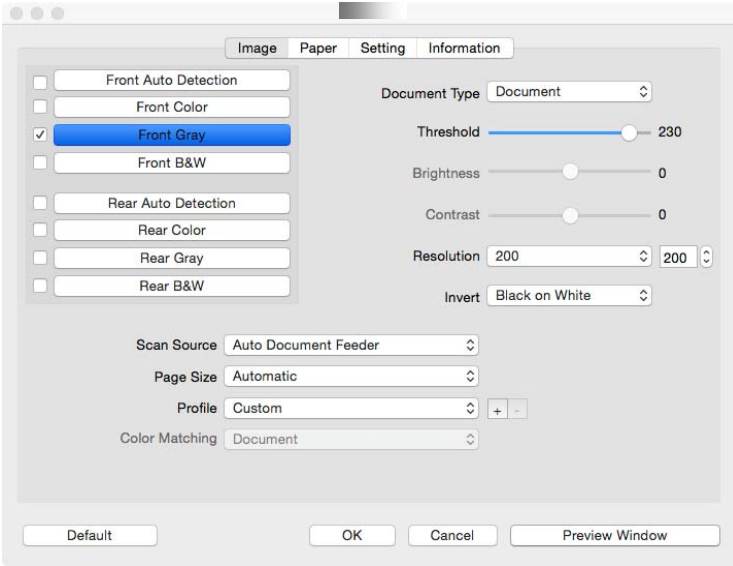 Image Paper Setting Information
Front Auto Detection
Front Color
Front Gray
Front B&W
Rear Auto Detection
Rear Color
Rear Gray
Rear B&W
Document Type Document
Threshold 230
Brightness 0
Contrast 0
Resolution 200 200
Invert Black on White
Scan Source Auto Document Feeder
Page Size Automatic
Profile Custom + -
Color Matching Document
Default OK Cancel Preview Window